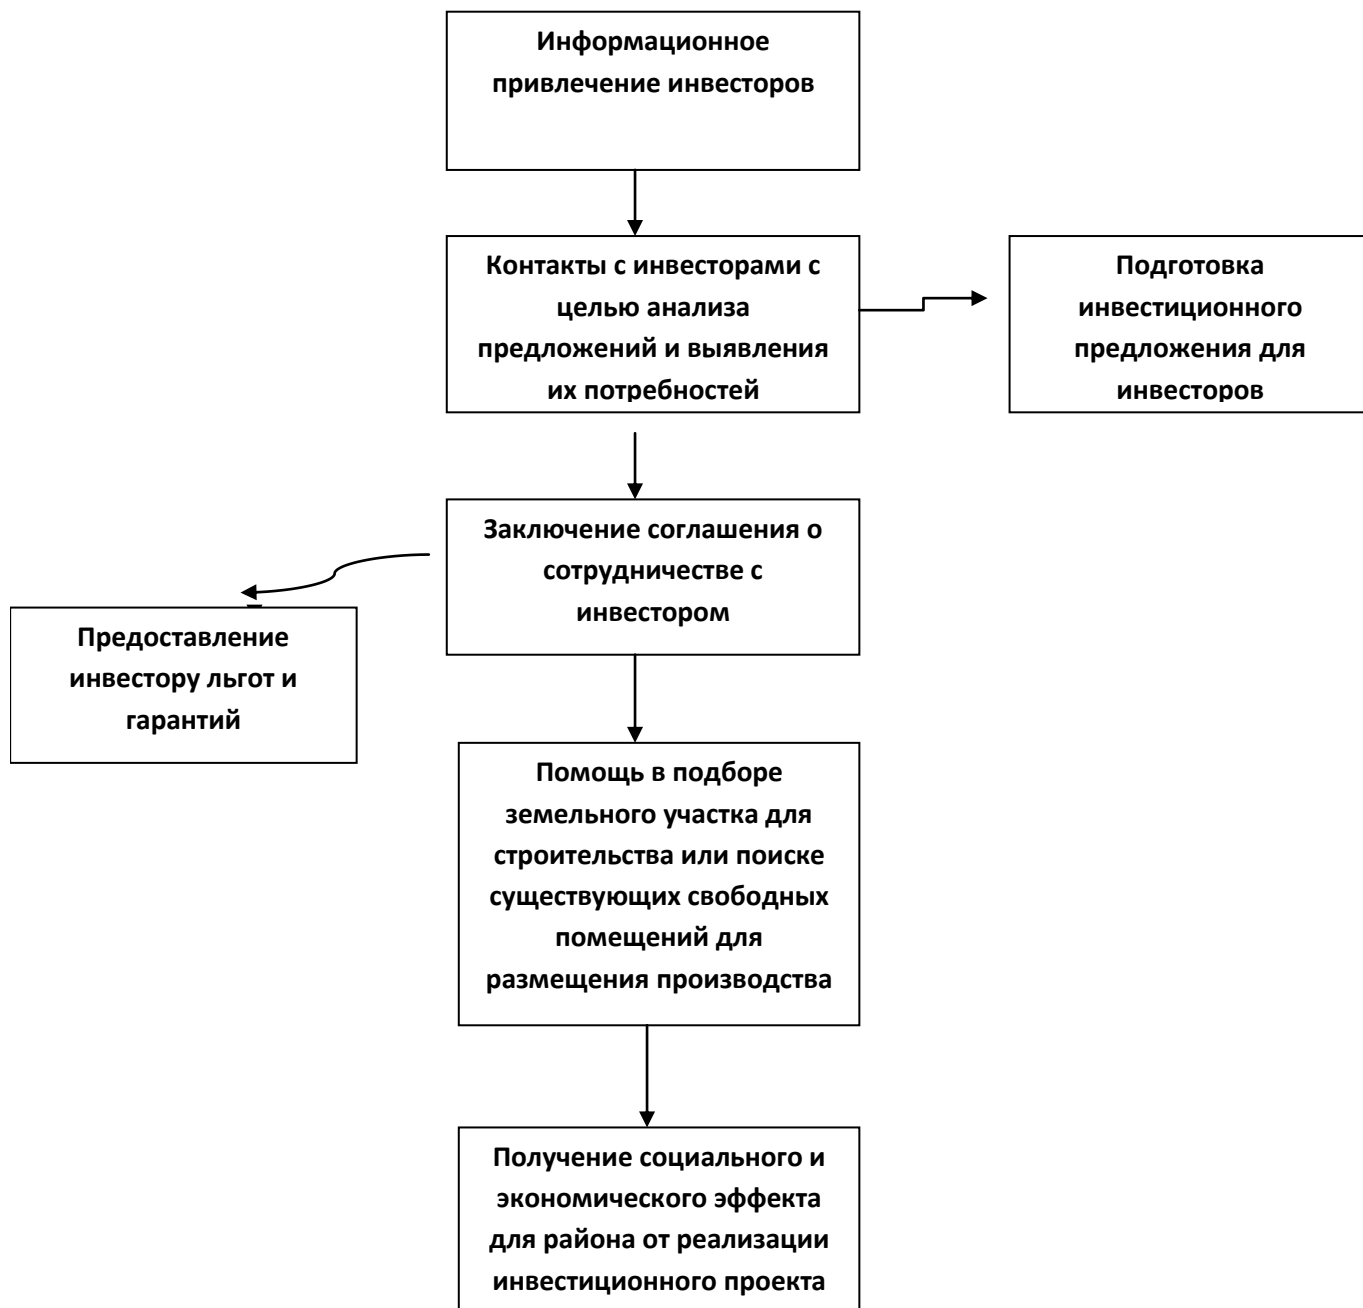 Информационное
привлечение инвесторов
Контакты с инвесторами с
целью анализа
предложений и выявления
их потребностей
Подготовка
инвестиционного
предложения для
инвесторов
Заключение соглашения о
сотрудничестве с
инвестором
Предоставление
инвестору льгот и
гарантий
Помощь в подборе
земельного участка для
строительства или поиске
существующих свободных
помещений для
размещения производства
Получение социального и
экономического эффекта
для района от реализации
инвестиционного проекта